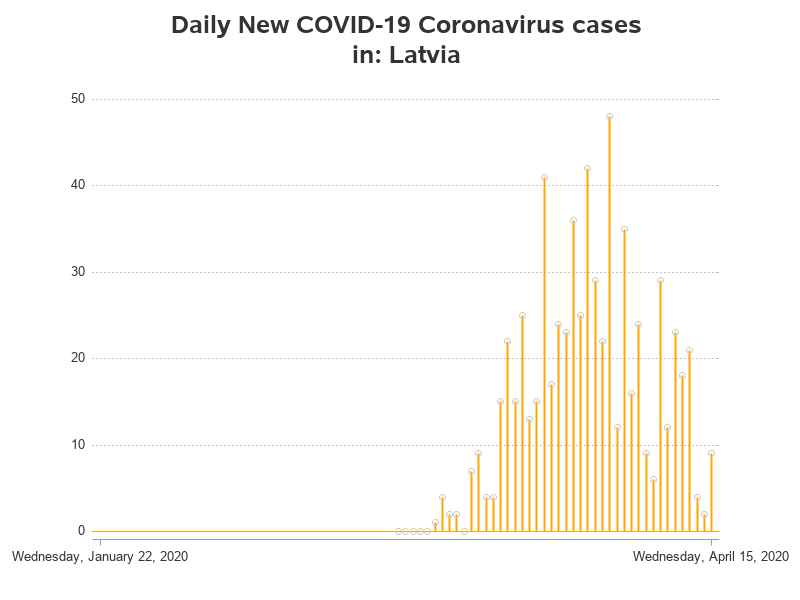 Daily New COVID-19 Coronavirus cases
in: Latvia
50
40
30
20
10
0
Wednesday, January 22, 2020
Wednesday, April 15, 2020